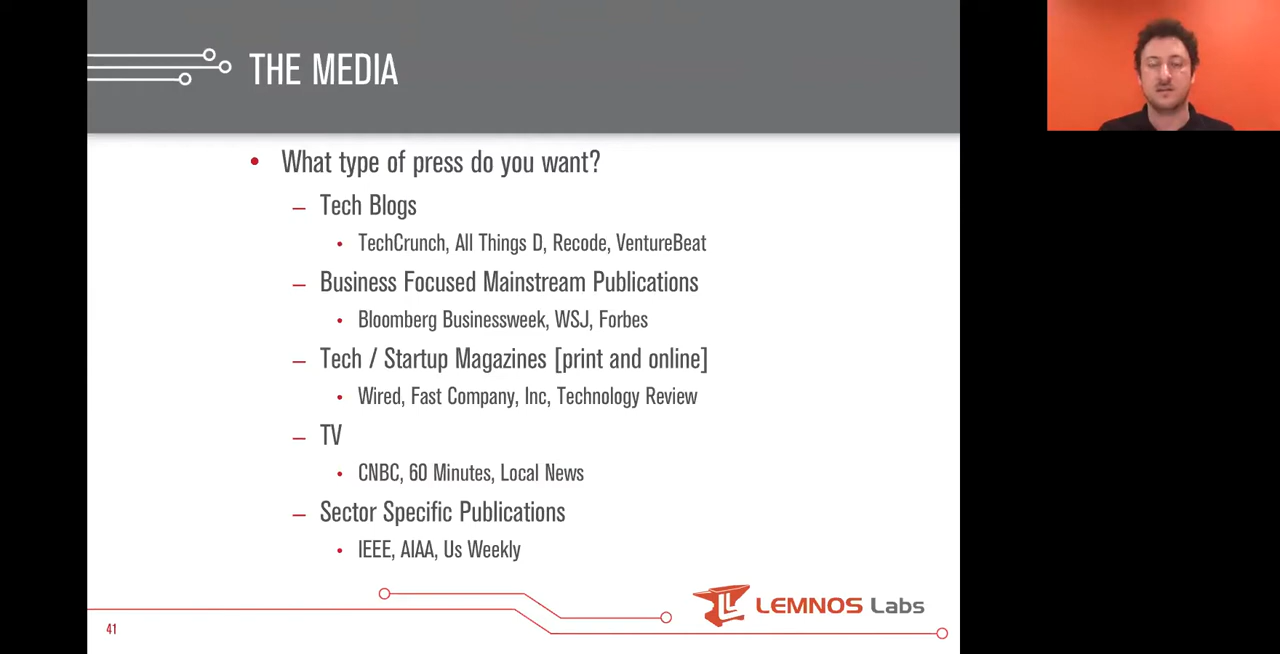 THE MEDIA
• What type of press do you want?
– Tech Blogs
• TechCrunch, All Things D, Recode, VentureBeat
– Business Focused Mainstream Publications
• Bloomberg Businessweek, WSJ, Forbes
– Tech / Startup Magazines [print and online]
• Wired, Fast Company, Inc, Technology Review
– TV
• CNBC, 60 Minutes, Local News
– Sector Specific Publications
• IEEE, AIAA, Us Weekly
LL LEMNOS Labs
41